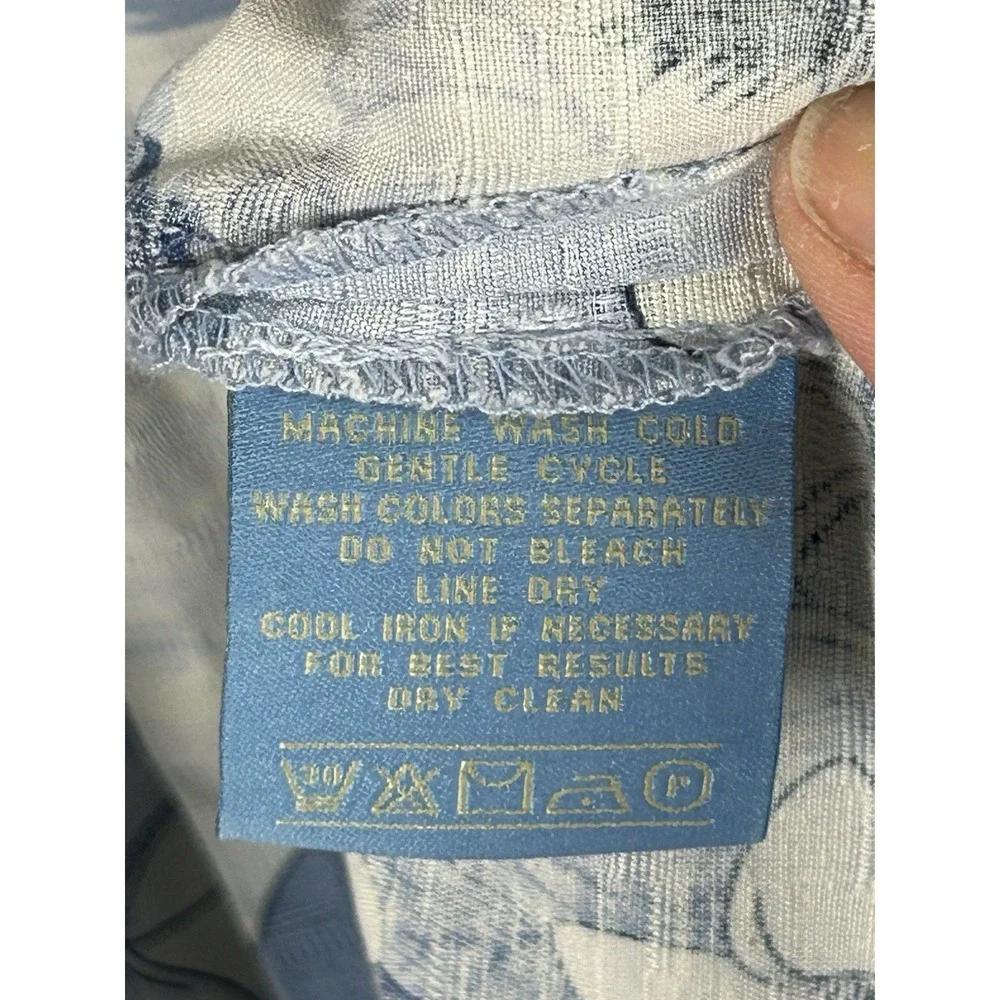 MACHINE WASH COLD
GENTLE CYCLE
WASH COLORS SEPARATELY
DO NOT BLEACH
LINE DRY
COOL IRON IF NECESSARY
FOR BEST RESULTS
DRY CLEAN
30 P